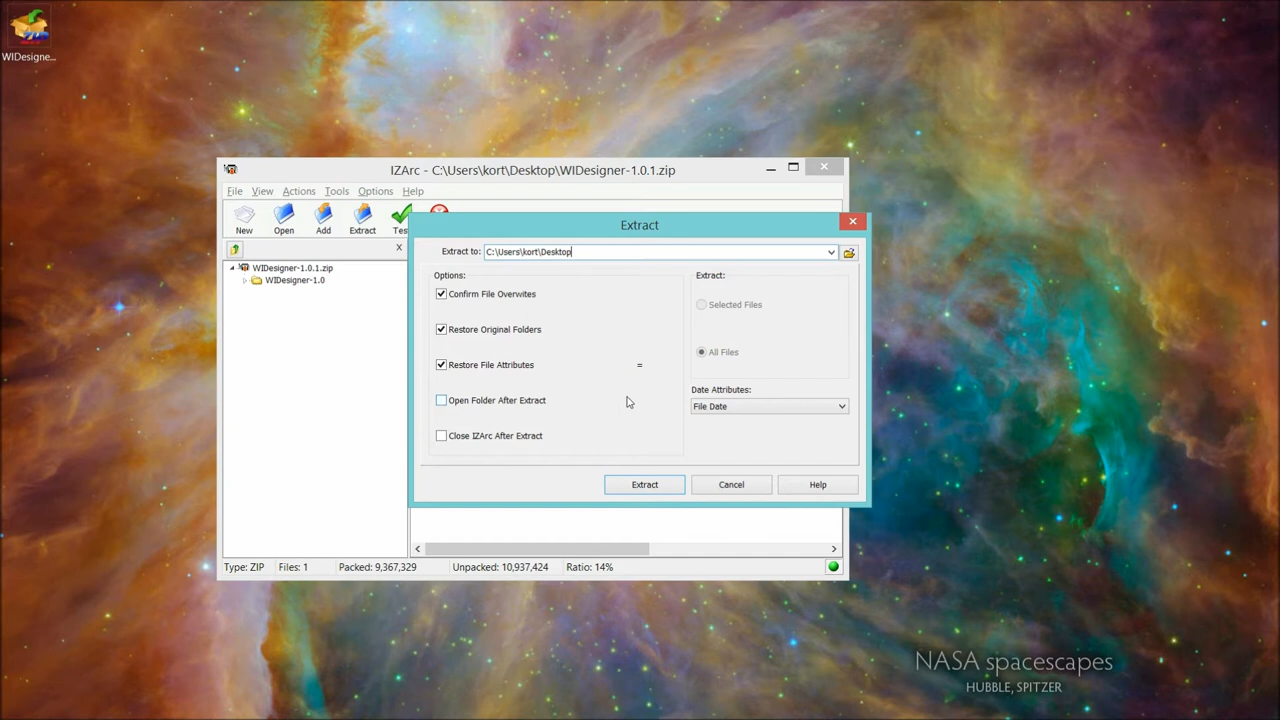 WIDesigne...
IZArc - C:\Users\kort\Desktop\WIDesigner-1.0.1.zip
File View Actions Tools Options Help
New Open Add Extract Tes
Extract
Extract to: C:\Users\kort\Desktop
WIDesigner-1.0.1.zip
WIDesigner-1.0
Options:
Confirm File Overwites
Restore Original Folders
Restore File Attributes =
Open Folder After Extract
Close IZArc After Extract
Extract:
Selected Files
All Files
Date Attributes:
File Date
Extract Cancel Help
Type: ZIP Files: 1 Packed: 9,367,329 Unpacked: 10,937,424 Ratio: 14%
NASA spacescapes
HUBBLE, SPITZER